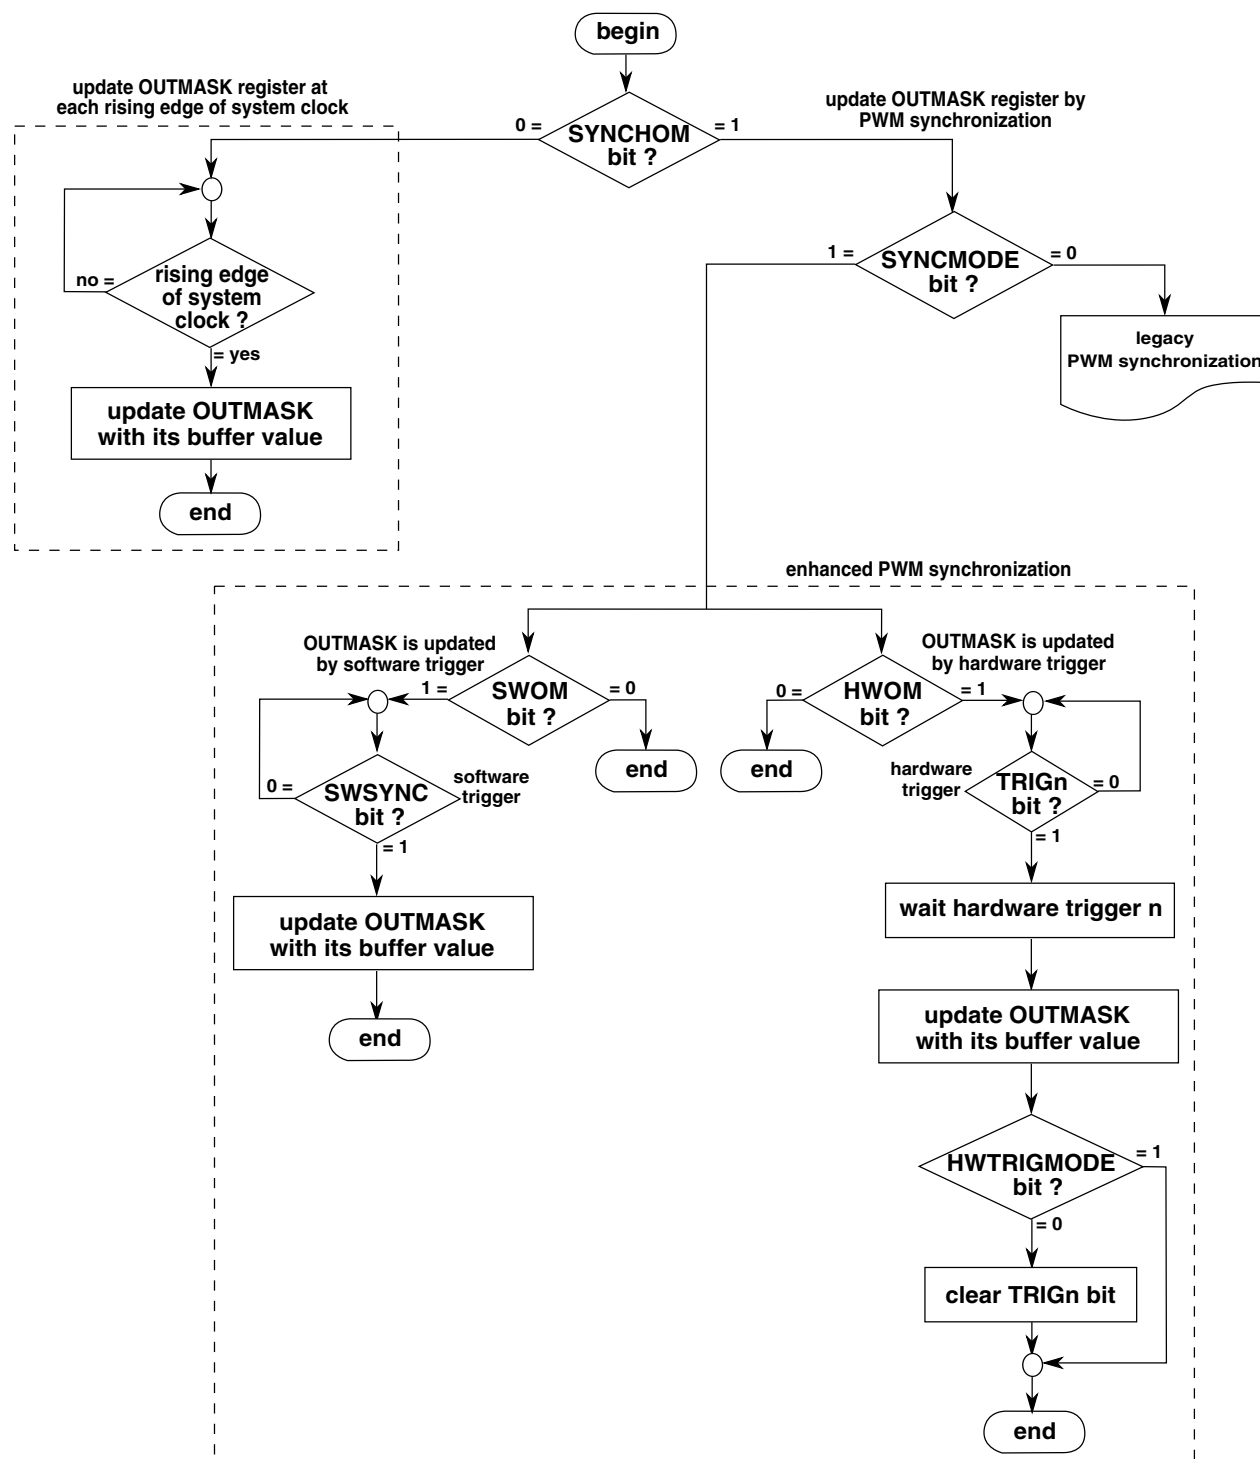 begin
update OUTMASK register at
each rising edge of system clock
update OUTMASK register by
PWM synchronization
0 =
SYNCHOM
bit ?
= 1
1 =
SYNCMODE
bit ?
= 0
no =
rising edge
of system
clock ?
= yes
legacy
PWM synchronization
update OUTMASK
with its buffer value
end
enhanced PWM synchronization
OUTMASK is updated
by software trigger
OUTMASK is updated
by hardware trigger
1 =
SWOM
bit ?
= 0
0 =
HWOM
bit ?
= 1
end
end
0 =
SWSYNC
bit ?
software
trigger
= 1
hardware
trigger
TRIGn
bit ?
= 0
= 1
update OUTMASK
with its buffer value
end
wait hardware trigger n
update OUTMASK
with its buffer value
HWTRIGMODE
bit ?
= 1
= 0
clear TRIGn bit
end